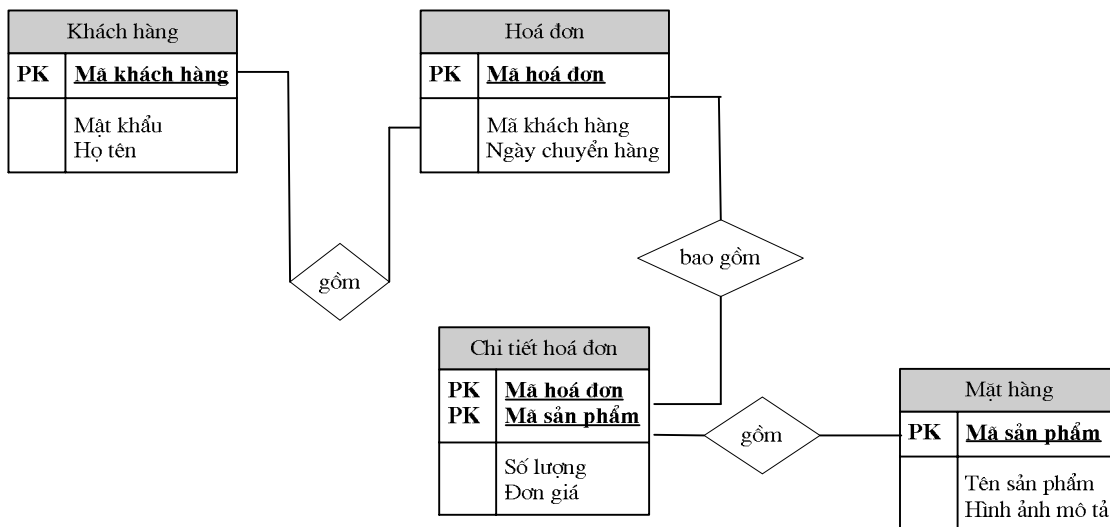 Khách hàng
PK Mã khách hàng
Mật khẩu
Họ tên
Hoá đơn
PK Mã hoá đơn
Mã khách hàng
Ngày chuyển hàng
gồm
bao gồm
Chi tiết hoá đơn
PK Mã hoá đơn
PK Mã sản phẩm
Số lượng
Đơn giá
gồm
Mặt hàng
PK Mã sản phẩm
Tên sản phẩm
Hình ảnh mô tả